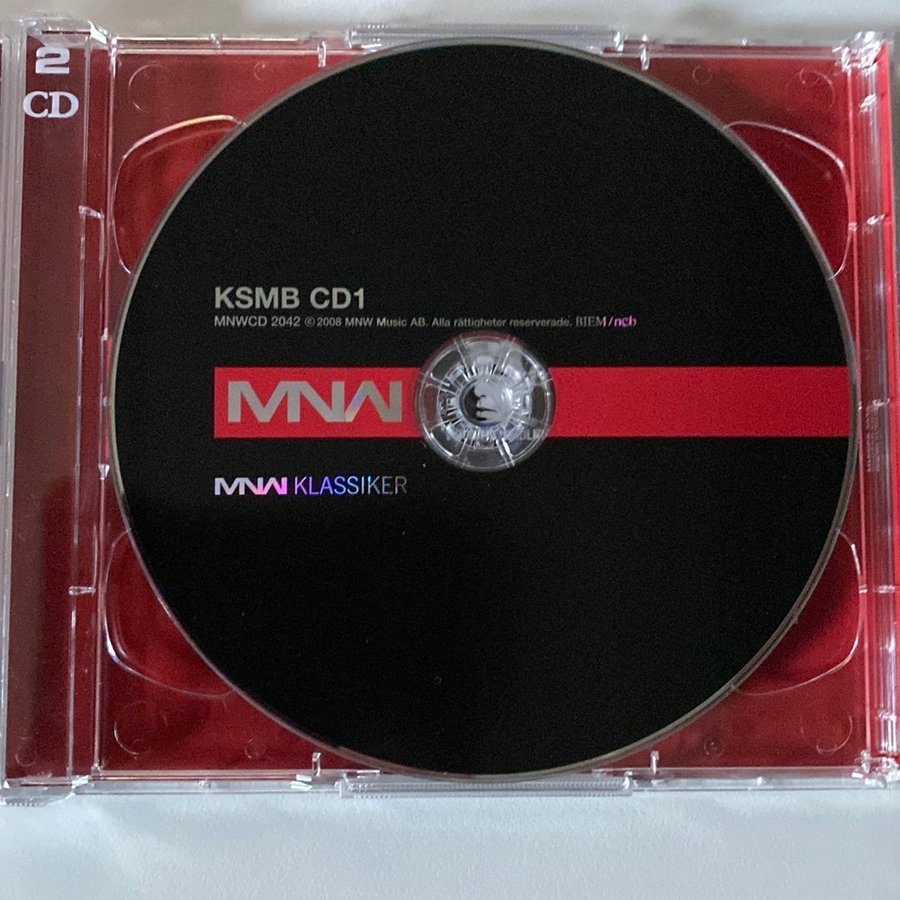 2
CD
KSMB CD1
MNWCD 2042 ℗©2008 MNW Music AB. Alla rättigheter reserverade. BIEM/ncb
MNW
MNW KLASSIKER